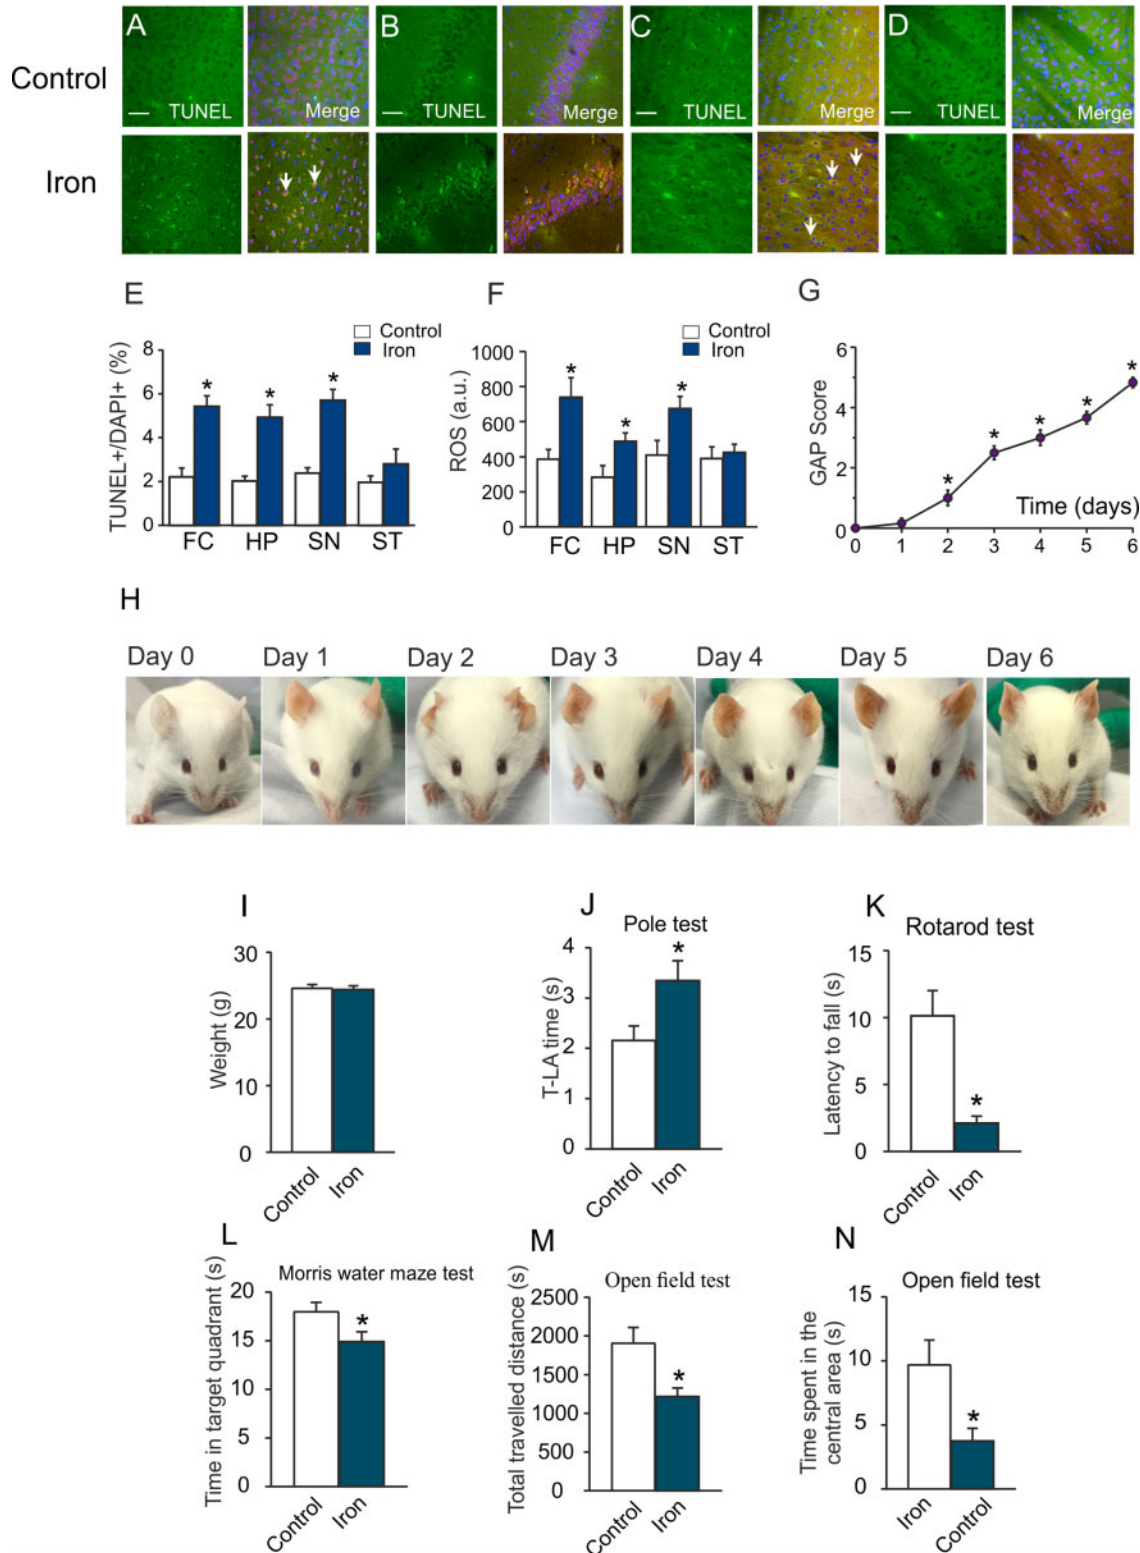 A
B
C
D
Control
TUNEL
Merge
TUNEL
Merge
TUNEL
Merge
TUNEL
Merge
Iron
E
F
G
Control
Iron
TUNEL+/DAPI+ (%)
8
6
4
2
0
FC
HP
SN
ST
*
*
*
Control
Iron
ROS (a.u.)
1000
800
600
400
200
0
FC
HP
SN
ST
*
*
*
GAP Score
6
4
2
0
Time (days)
0
1
2
3
4
5
6
*
*
*
*
*
H
Day 0
Day 1
Day 2
Day 3
Day 4
Day 5
Day 6
I
Weight (g)
30
20
10
0
Control
Iron
J
Pole test
T-LA time (s)
4
3
2
1
0
*
Control
Iron
K
Rotarod test
Latency to fall (s)
15
10
5
0
*
Control
Iron
L
Morris water maze test
Time in target quadrant (s)
20
15
10
5
0
*
Control
Iron
M
Open field test
Total travelled distance (s)
2500
2000
1500
1000
500
0
*
Control
Iron
N
Open field test
Time spent in the
central area (s)
15
10
5
0
*
Iron
Control